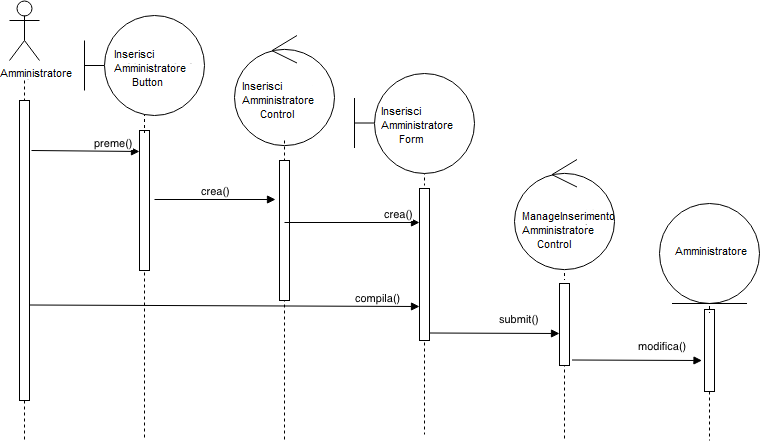 Amministratore
Inserisci
Amministratore
Button
Inserisci
Amministratore
Control
Inserisci
Amministratore
Form
ManageInserimento
Amministratore
Control
Amministratore
preme()
crea()
crea()
compila()
submit()
modifica()